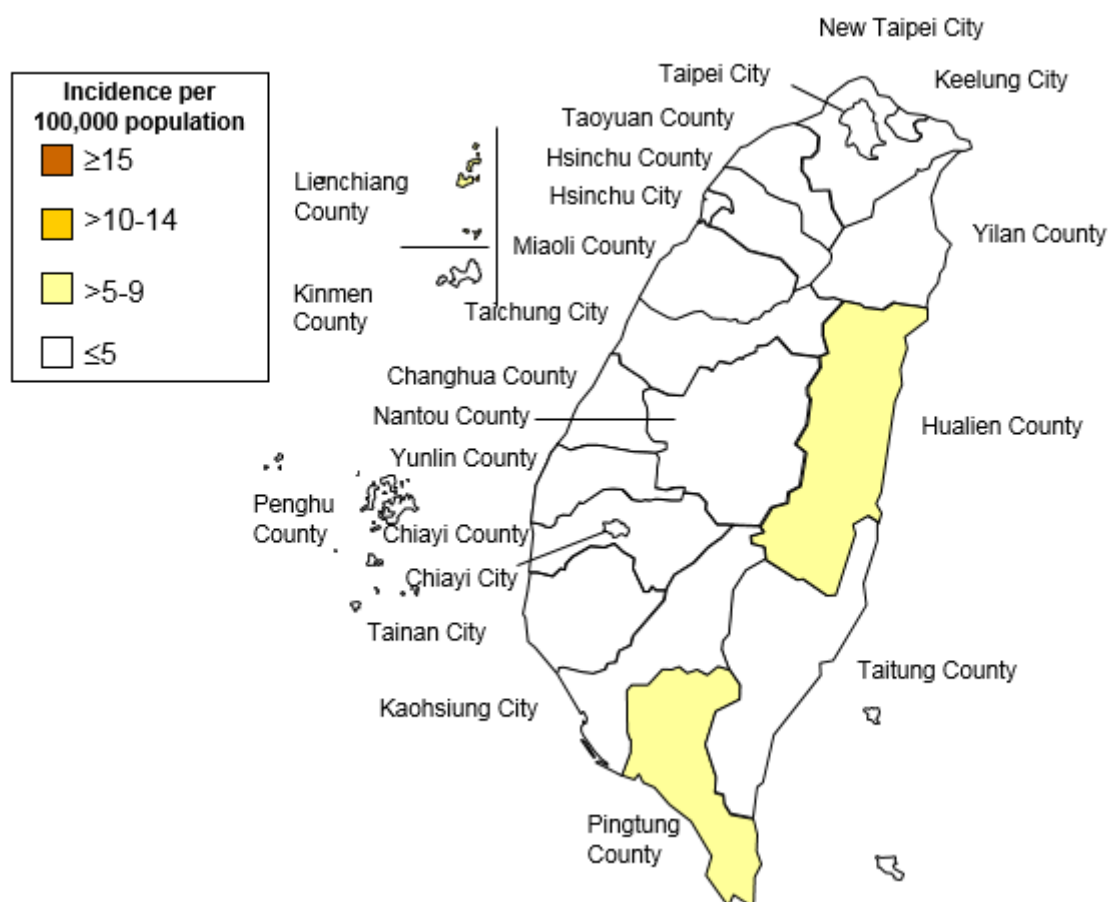 Incidence per
100,000 population
≥15
>10-14
>5-9
≤5
New Taipei City
Taipei City
Keelung City
Taoyuan County
Hsinchu County
Lienchiang
County
Hsinchu City
Yilan County
Miaoli County
Kinmen
County
Taichung City
Changhua County
Nantou County
Hualien County
Yunlin County
Penghu
County
Chiayi County
Chiayi City
Tainan City
Taitung County
Kaohsiung City
Pingtung
County